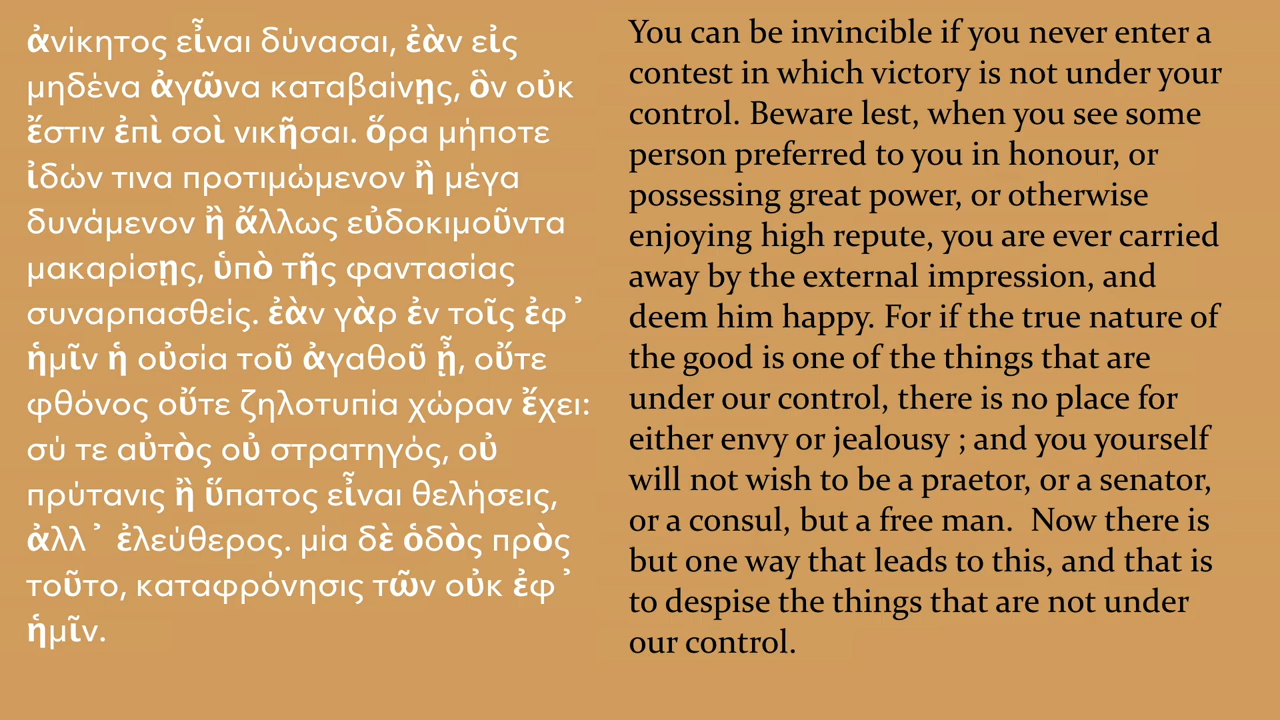 ἀνίκητος εἶναι δύνασαι, ἐὰν εἰς
μηδένα ἀγῶνα καταβαίνῃς, ὃν οὐκ
ἔστιν ἐπὶ σοὶ νικῆσαι. ὅρα μήποτε
ἰδών τινα προτιμώμενον ἢ μέγα
δυνάμενον ἢ ἄλλως εὐδοκιμοῦντα
μακαρίσῃς, ὑπὸ τῆς φαντασίας
συναρπασθείς. ἐὰν γὰρ ἐν τοῖς ἐφ᾽
ἡμῖν ἡ οὐσία τοῦ ἀγαθοῦ ᾖ, οὔτε
φθόνος οὔτε ζηλοτυπία χώραν ἔχει:
σύ τε αὐτὸς οὐ στρατηγός, οὐ
πρύτανις ἢ ὕπατος εἶναι θελήσεις,
ἀλλ᾽ ἐλεύθερος. μία δὲ ὁδὸς πρὸς
τοῦτο, καταφρόνησις τῶν οὐκ ἐφ᾽
ἡμῖν.
You can be invincible if you never enter a
contest in which victory is not under your
control. Beware lest, when you see some
person preferred to you in honour, or
possessing great power, or otherwise
enjoying high repute, you are ever carried
away by the external impression, and
deem him happy. For if the true nature of
the good is one of the things that are
under our control, there is no place for
either envy or jealousy ; and you yourself
will not wish to be a praetor, or a senator,
or a consul, but a free man.  Now there is
but one way that leads to this, and that is
to despise the things that are not under
our control.